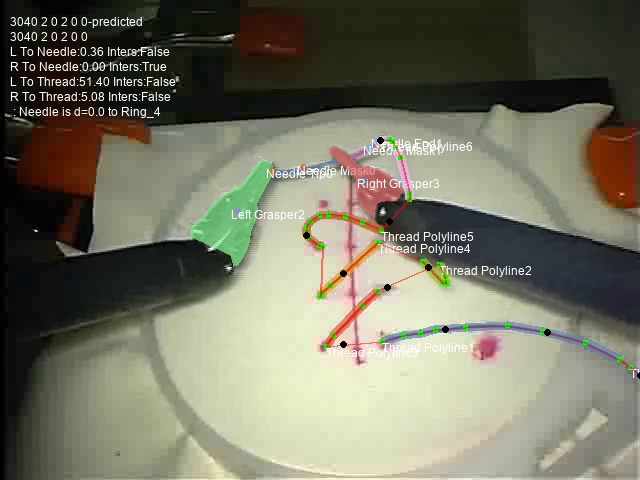 3040 2 0 2 0 0-predicted
3040 2 0 2 0 0
L To Needle:0.36 Inters:False
R To Needle:0.00 Inters:True
L To Thread:51.40 Inters:False
R To Thread:5.08 Inters:False
: Needle is d=0.0 to Ring_4
Needle End1
Thread Polyline6
Needle Mask1
Needle Tip1
Needle Mask0
Right Grasper3
Left Grasper2
Thread Polyline5
Thread Polyline4
Thread Polyline2
Thread Polyline3
Thread Polyline1